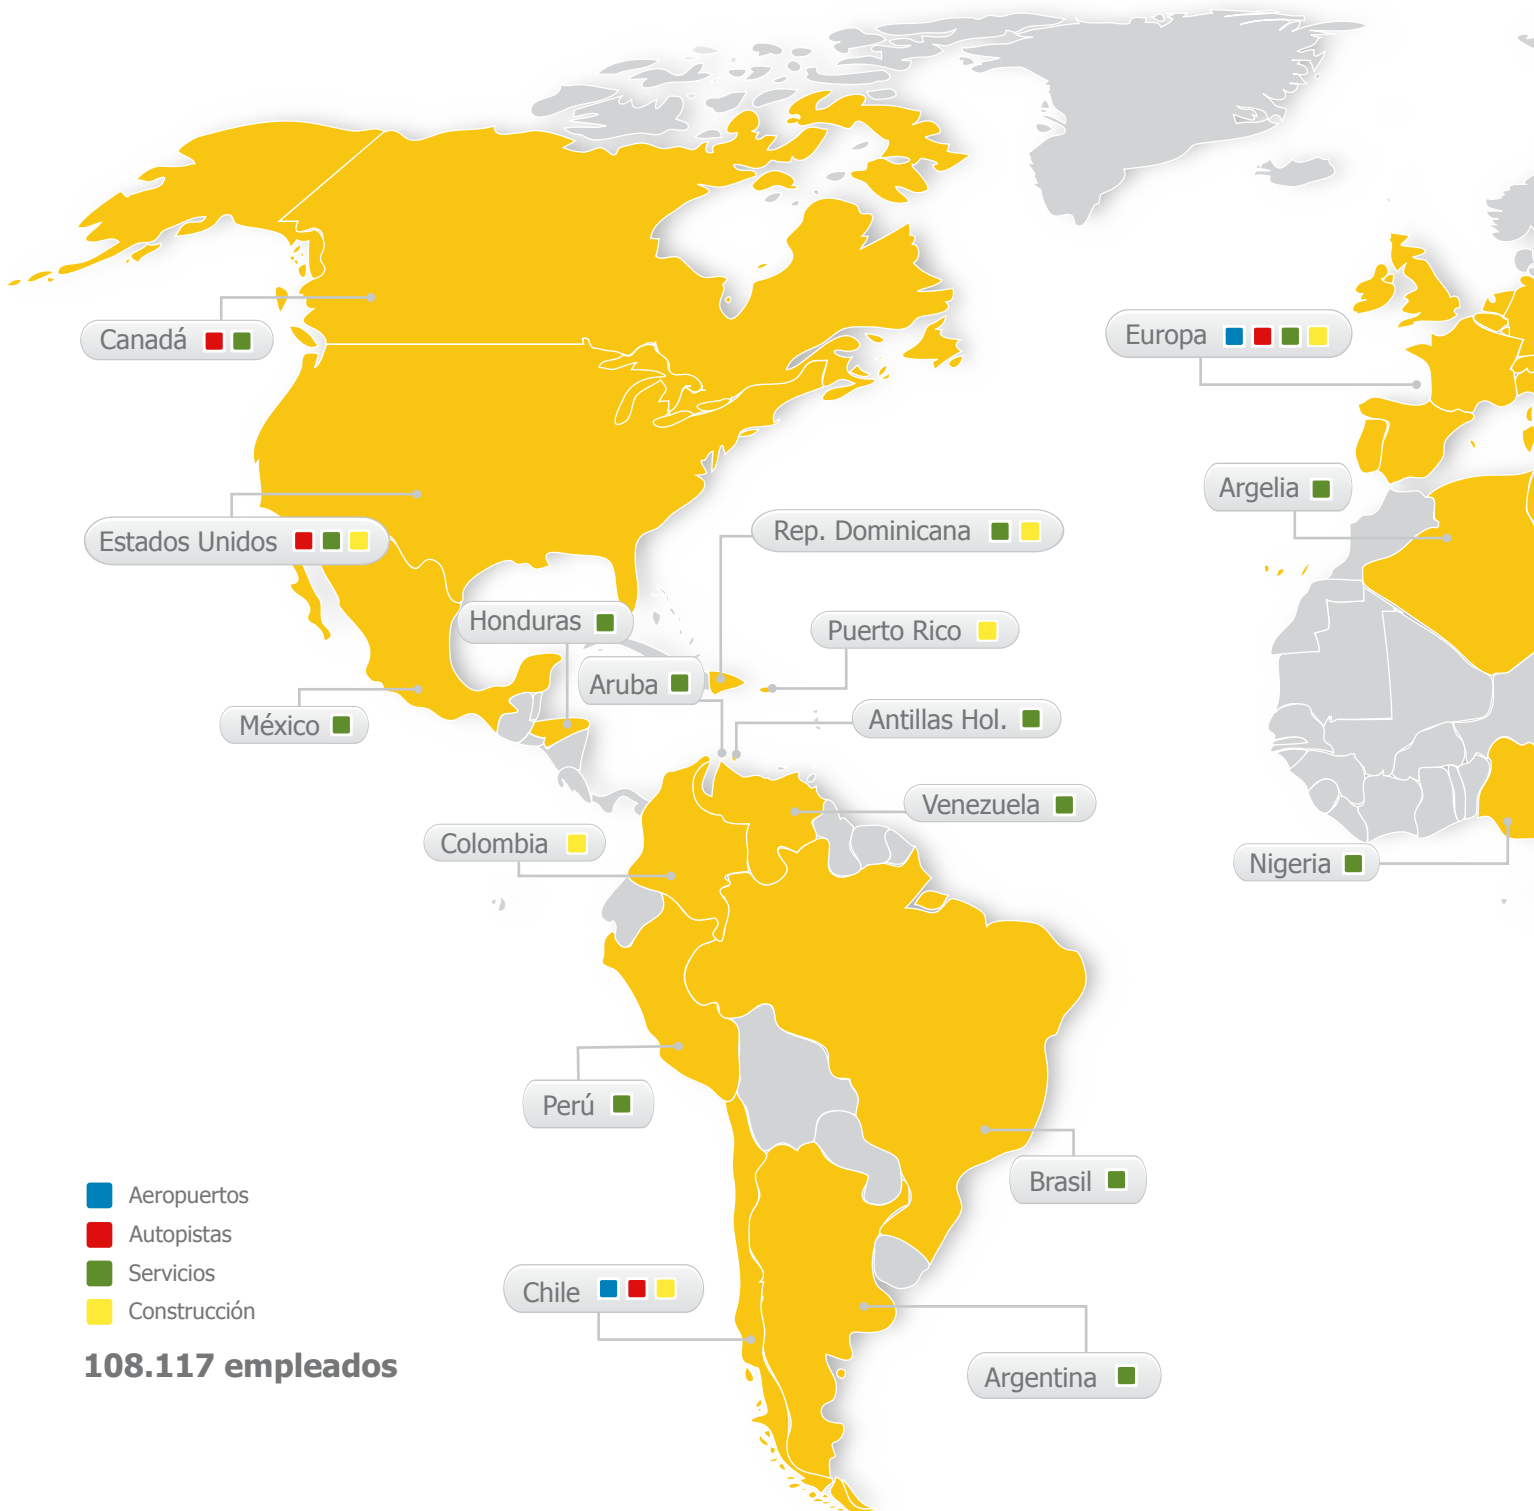 Canadá
Europa
Argelia
Estados Unidos
Rep. Dominicana
Honduras
Puerto Rico
Aruba
México
Antillas Hol.
Venezuela
Colombia
Nigeria
Perú
Brasil
Aeropuertos
Autopistas
Servicios
Construcción
Chile
108.117 empleados
Argentina